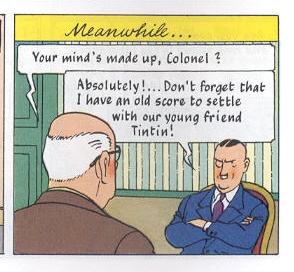 Meanwhile...
Your mind's made up, Colonel ?
Absolutely!... Don't forget that
I have an old score to settle
with our young friend
Tintin!